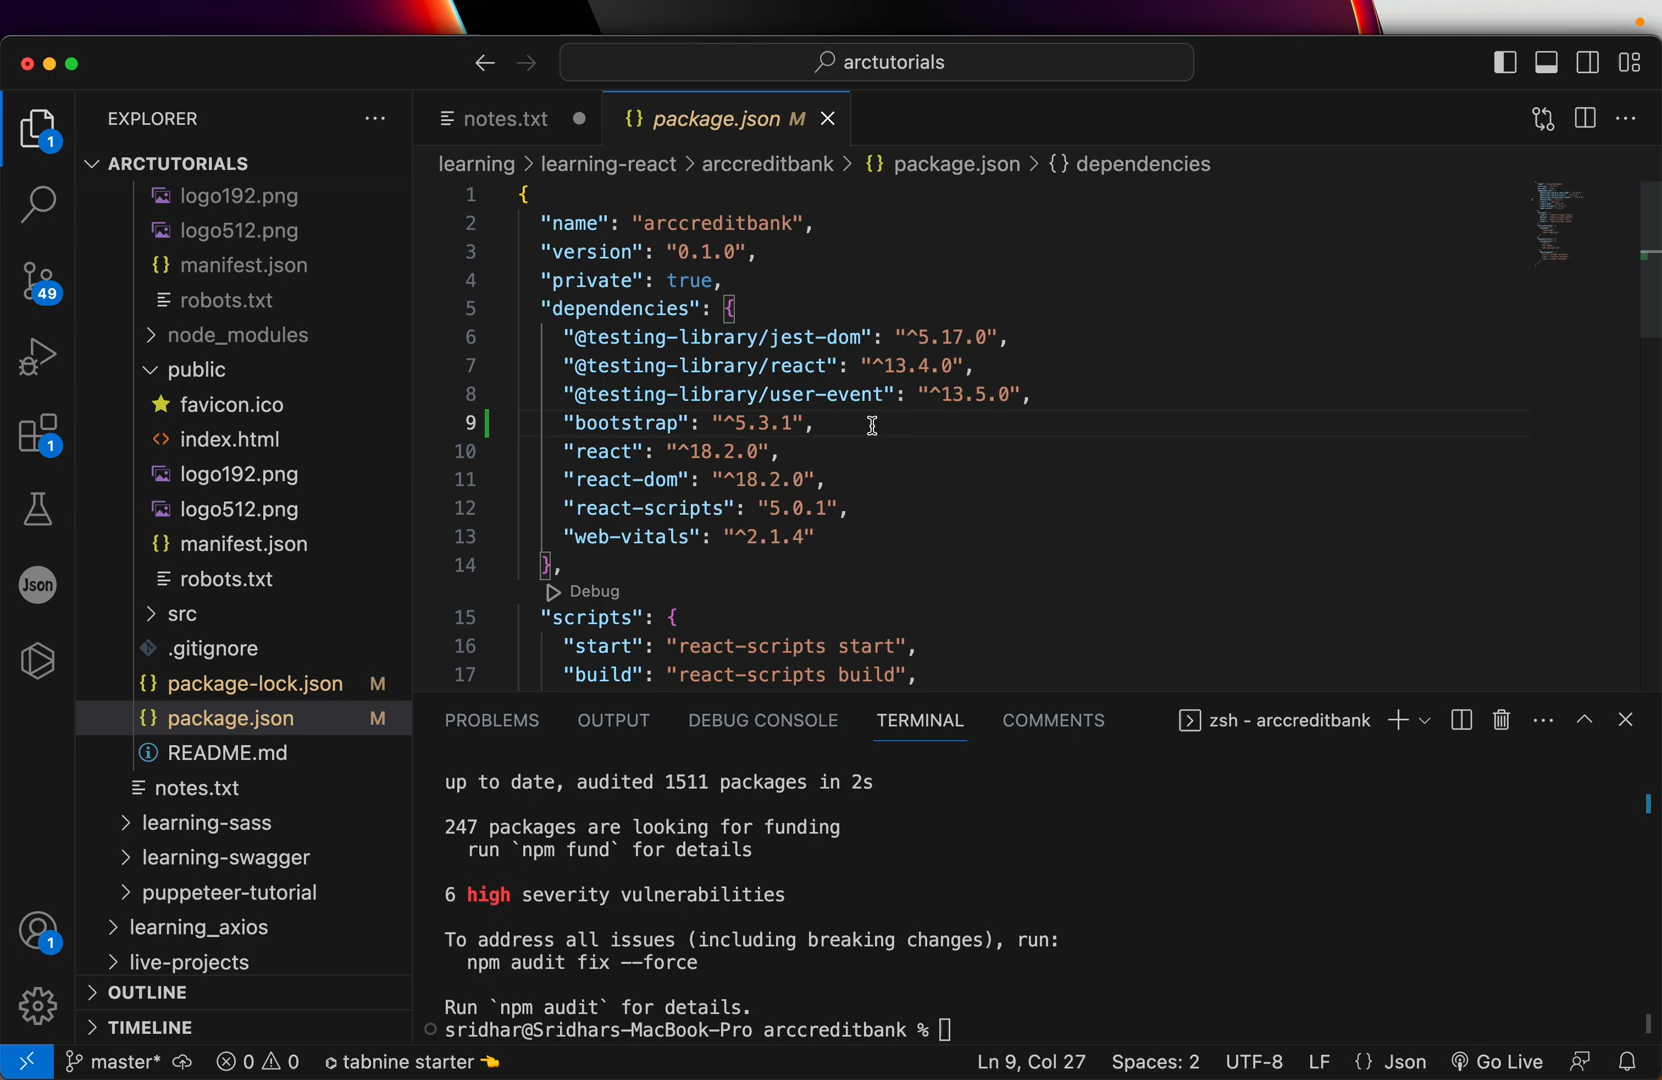 arctutorials
EXPLORER
ARCTUTORIALS
logo192.png
logo512.png
manifest.json
robots.txt
node_modules
public
favicon.ico
index.html
logo192.png
logo512.png
manifest.json
robots.txt
src
.gitignore
package-lock.json M
package.json M
README.md
notes.txt
learning-sass
learning-swagger
puppeteer-tutorial
learning_axios
live-projects
OUTLINE
TIMELINE
1
49
1
Json
1
notes.txt
{} package.json M
learning > learning-react > arccreditbank > {} package.json > {} dependencies
1 {
2 "name": "arccreditbank",
3 "version": "0.1.0",
4 "private": true,
5 "dependencies": {
6 "@testing-library/jest-dom": "^5.17.0",
7 "@testing-library/react": "^13.4.0",
8 "@testing-library/user-event": "^13.5.0",
9 "bootstrap": "^5.3.1",
10 "react": "^18.2.0",
11 "react-dom": "^18.2.0",
12 "react-scripts": "5.0.1",
13 "web-vitals": "^2.1.4"
14 },
Debug
15 "scripts": {
16 "start": "react-scripts start",
17 "build": "react-scripts build",
PROBLEMS OUTPUT DEBUG CONSOLE TERMINAL COMMENTS zsh - arccreditbank
up to date, audited 1511 packages in 2s
247 packages are looking for funding
run `npm fund` for details
6 high severity vulnerabilities
To address all issues (including breaking changes), run:
npm audit fix --force
Run `npm audit` for details.
sridhar@Sridhars-MacBook-Pro arccreditbank %
master* 0 0 tabnine starter Ln 9, Col 27 Spaces: 2 UTF-8 LF {} Json Go Live